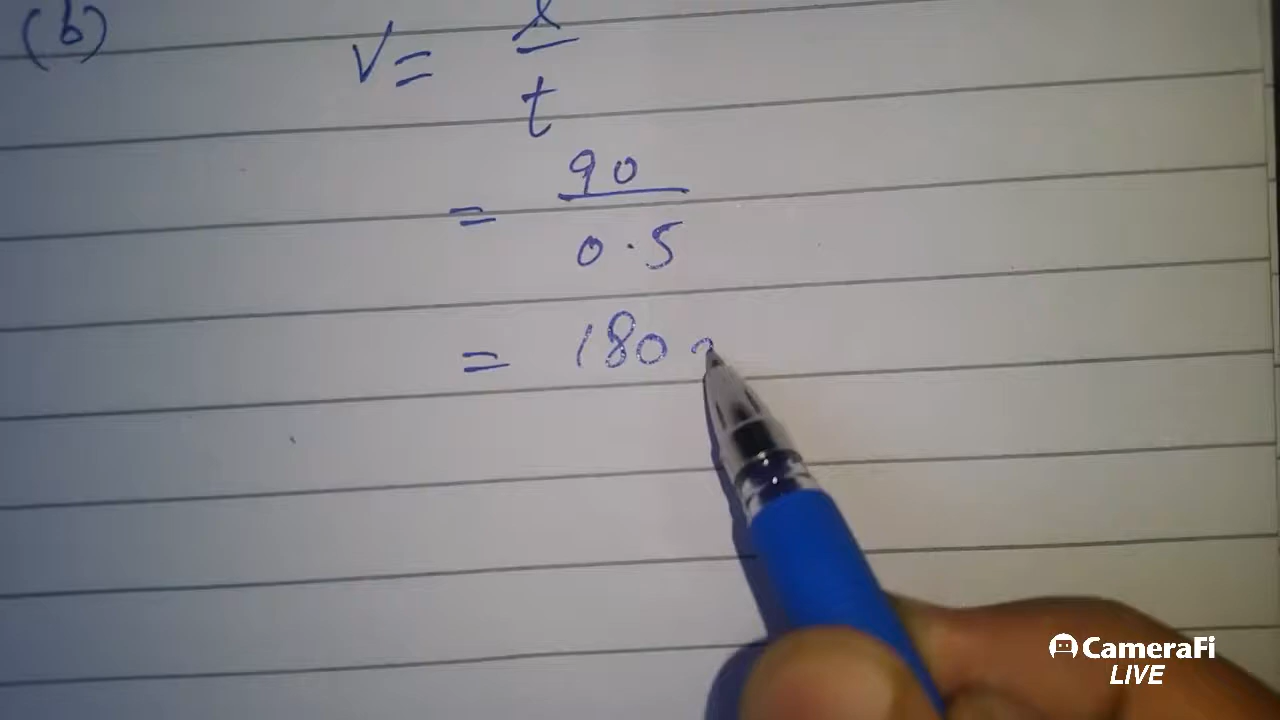 (b)
V =
t
= 90
0.5
= 180
CameraFi
LIVE